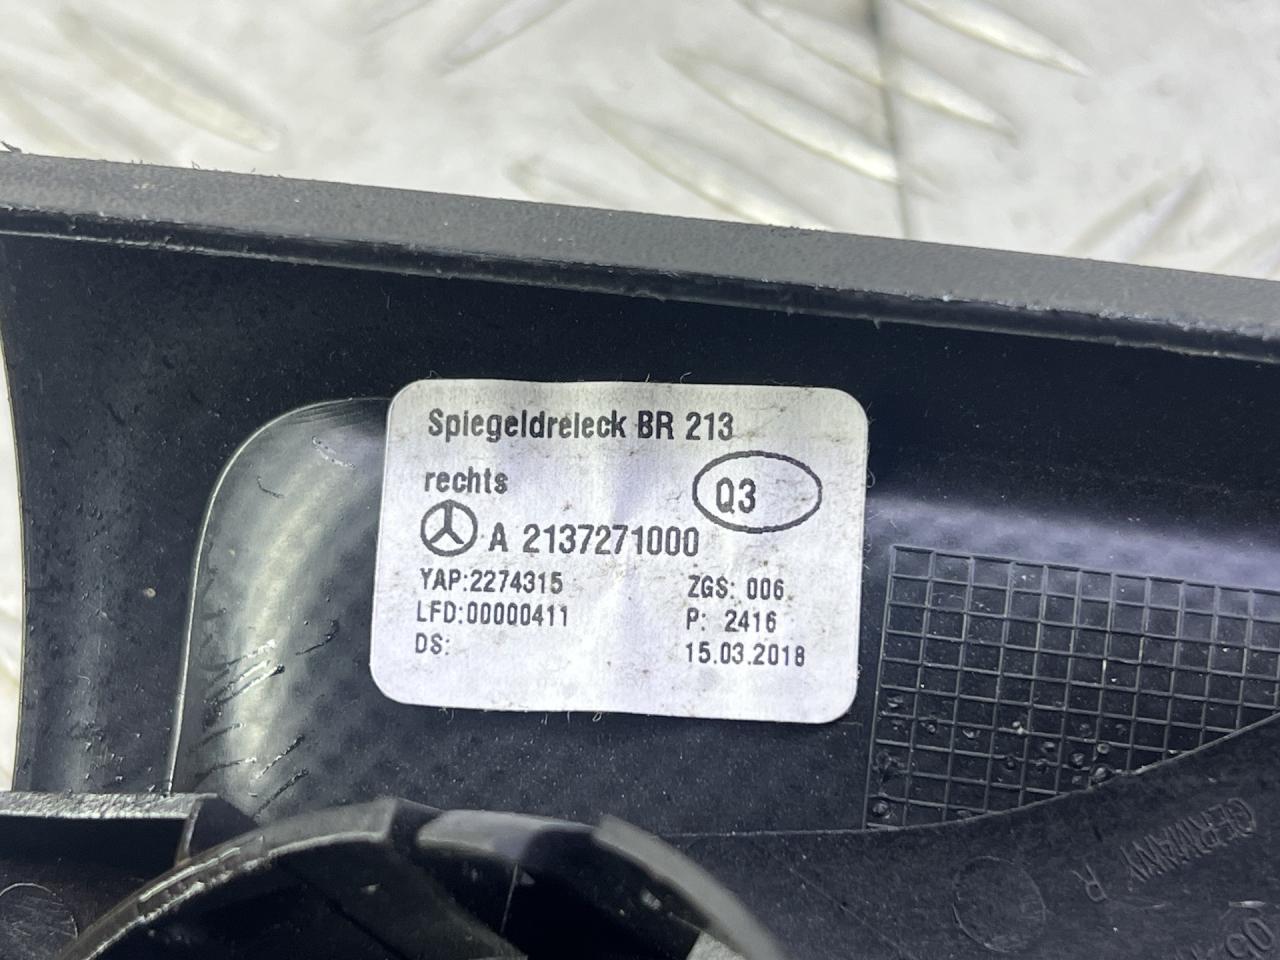 Spiegeldreieck BR 213
rechts
Q3
A 2137271000
YAP:2274315
ZGS: 006
LFD:00000411
P: 2416
DS:
15.03.2018
GERMANY
R